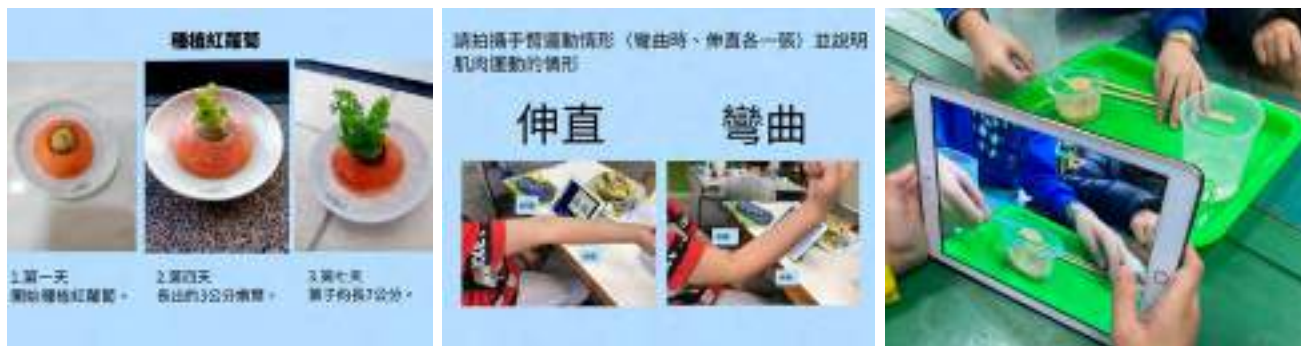 種植紅蘿蔔
1.第一天
開始種植紅蘿蔔。
2.第四天
長出約3公分嫩芽。
3.第七天
葉子約長7公分。
請拍攝手臂運動情形（彎曲時、伸直各一張）並說明
肌肉運動的情形
伸直
彎曲